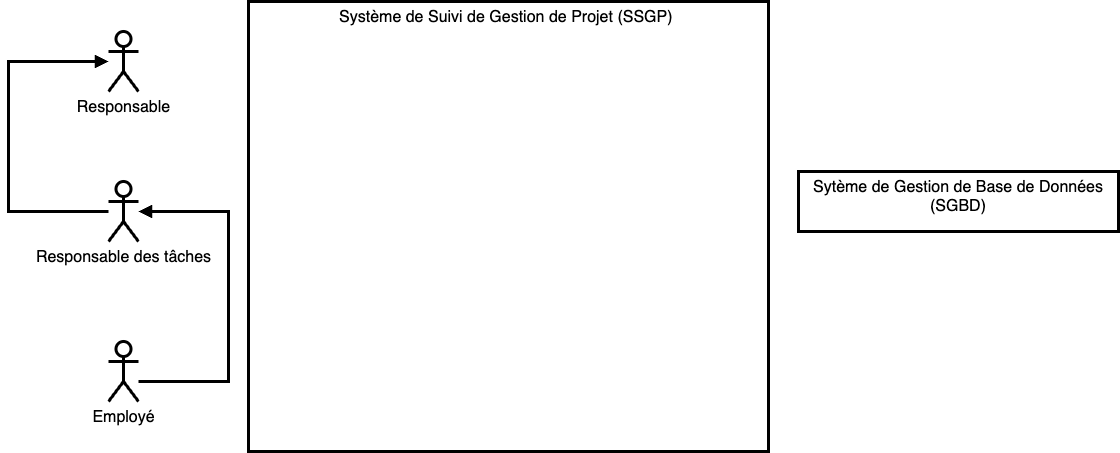 Système de Suivi de Gestion de Projet (SSGP)
Responsable
Sytème de Gestion de Base de Données
(SGBD)
Responsable des tâches
Employé